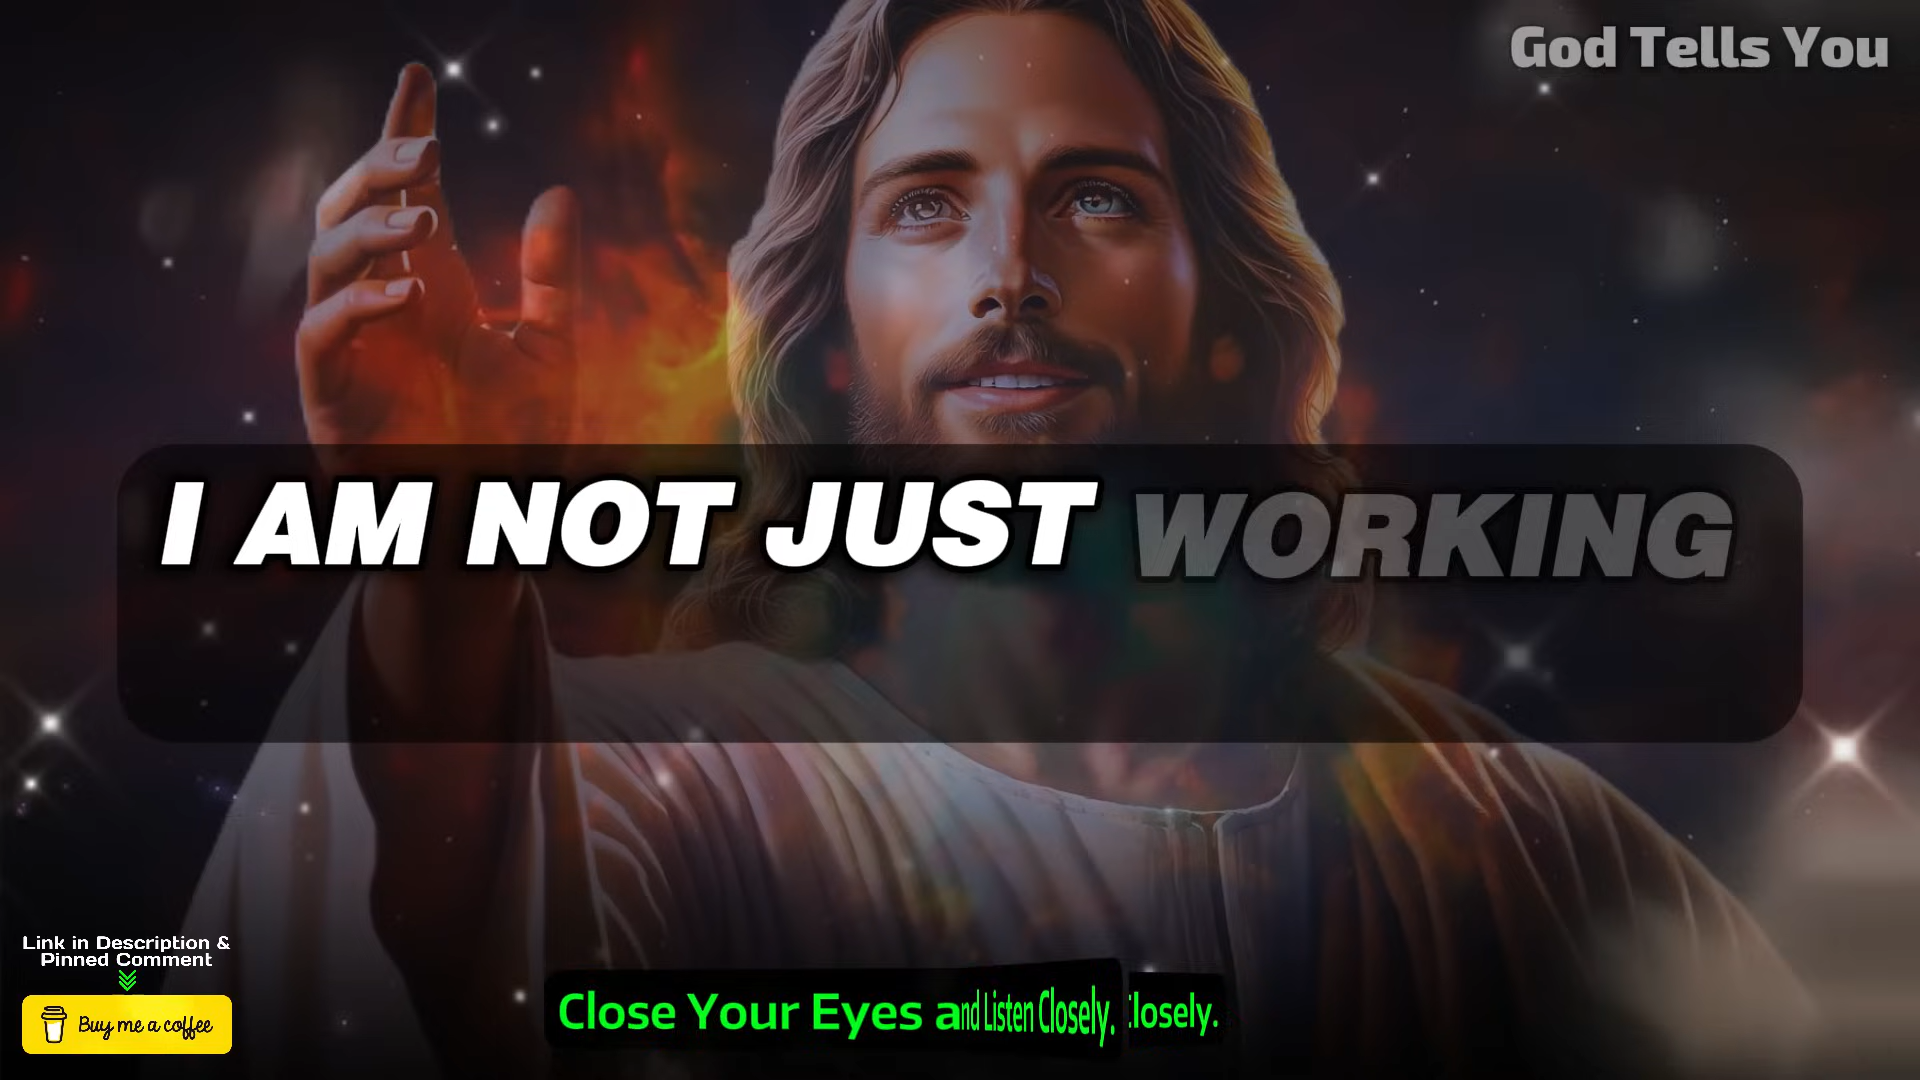 God Tells You
I AM NOT JUST WORKING
Link in Description &
Pinned Comment
Buy me a coffee
Close Your Eyes and Listen Closely. Closely.